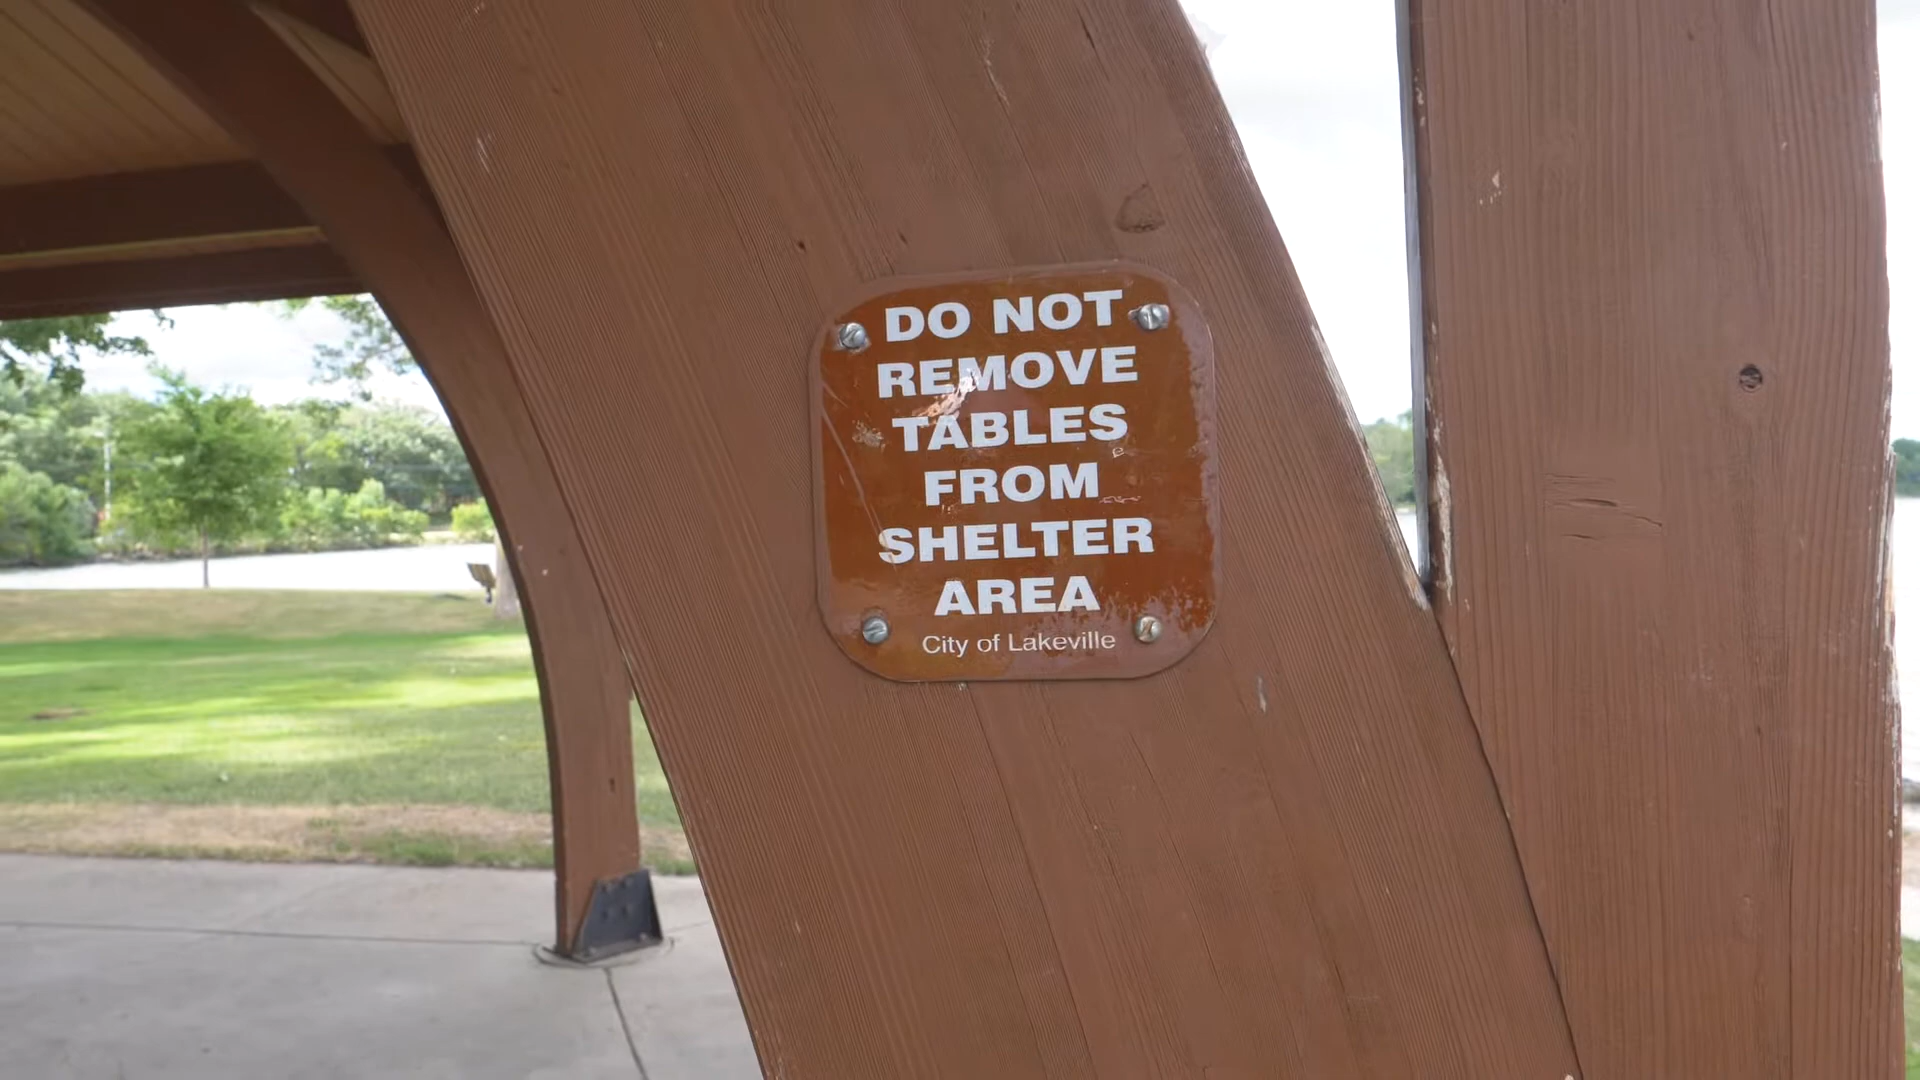 DO NOT
REMOVE
TABLES
FROM
SHELTER
AREA
City of Lakeville